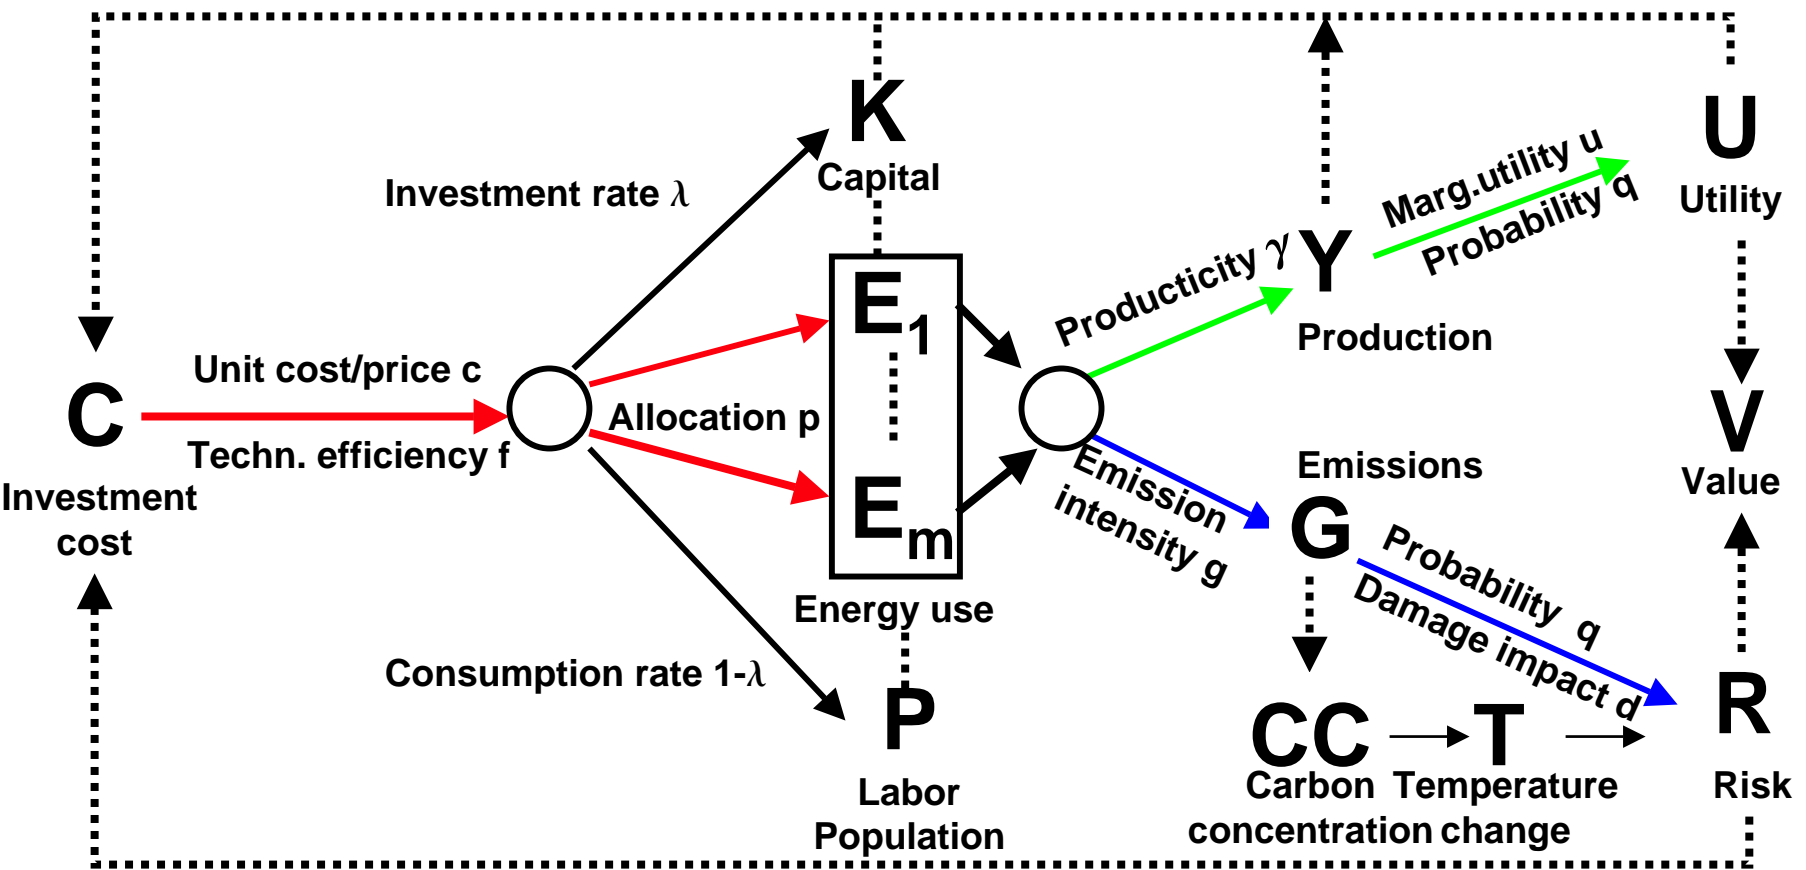 K
Capital
Investment rate λ
U
Utility
Marg.utility u
Probability q
Producticity γ
Y
Production
E1
Unit cost/price c
C
Techn. efficiency f
Allocation p
Investment
cost
V
Value
Em
Energy use
Emission
intensity g
Emissions
G
Probability q
Damage impact d
Consumption rate 1-λ
P
Labor
Population
CC
Carbon
T
Temperature
concentration change
R
Risk